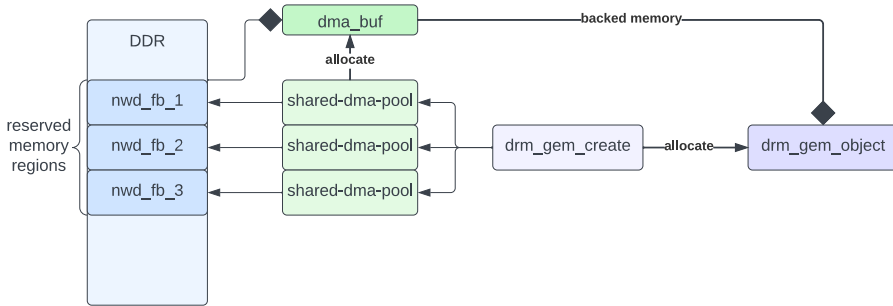 dma_buf
backed memory
DDR
allocate
nwd_fb_1
shared-dma-pool
reserved
memory
regions
nwd_fb_2
shared-dma-pool
drm_gem_create
allocate
drm_gem_object
nwd_fb_3
shared-dma-pool